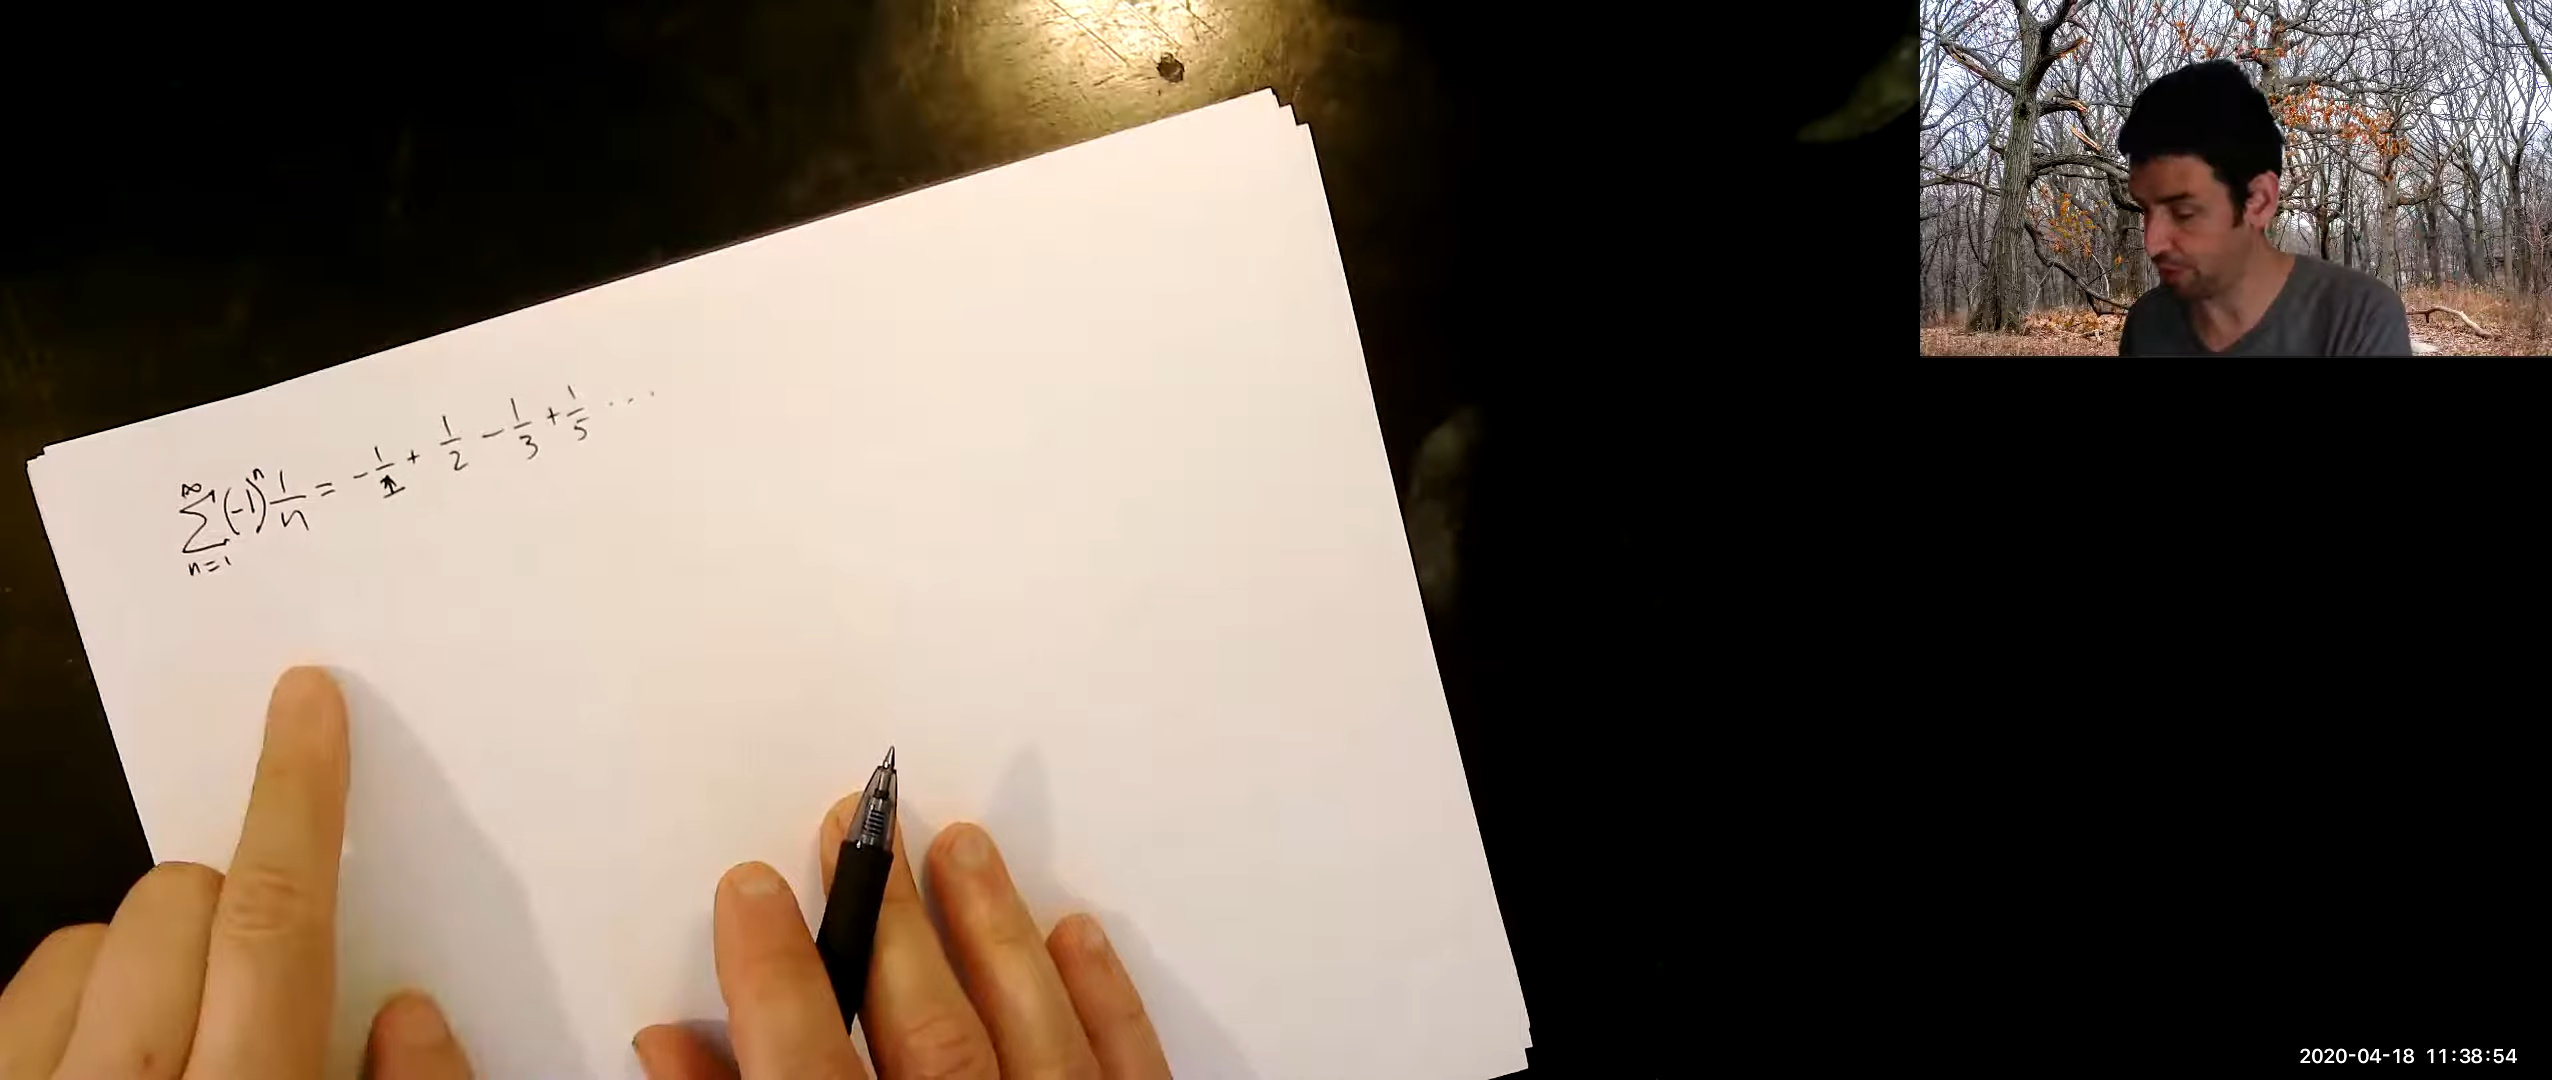 ∞
∑ (-1)^n 1/n = - 1/1 + 1/2 - 1/3 + 1/5 ...
n=1
2020-04-18 11:38:54